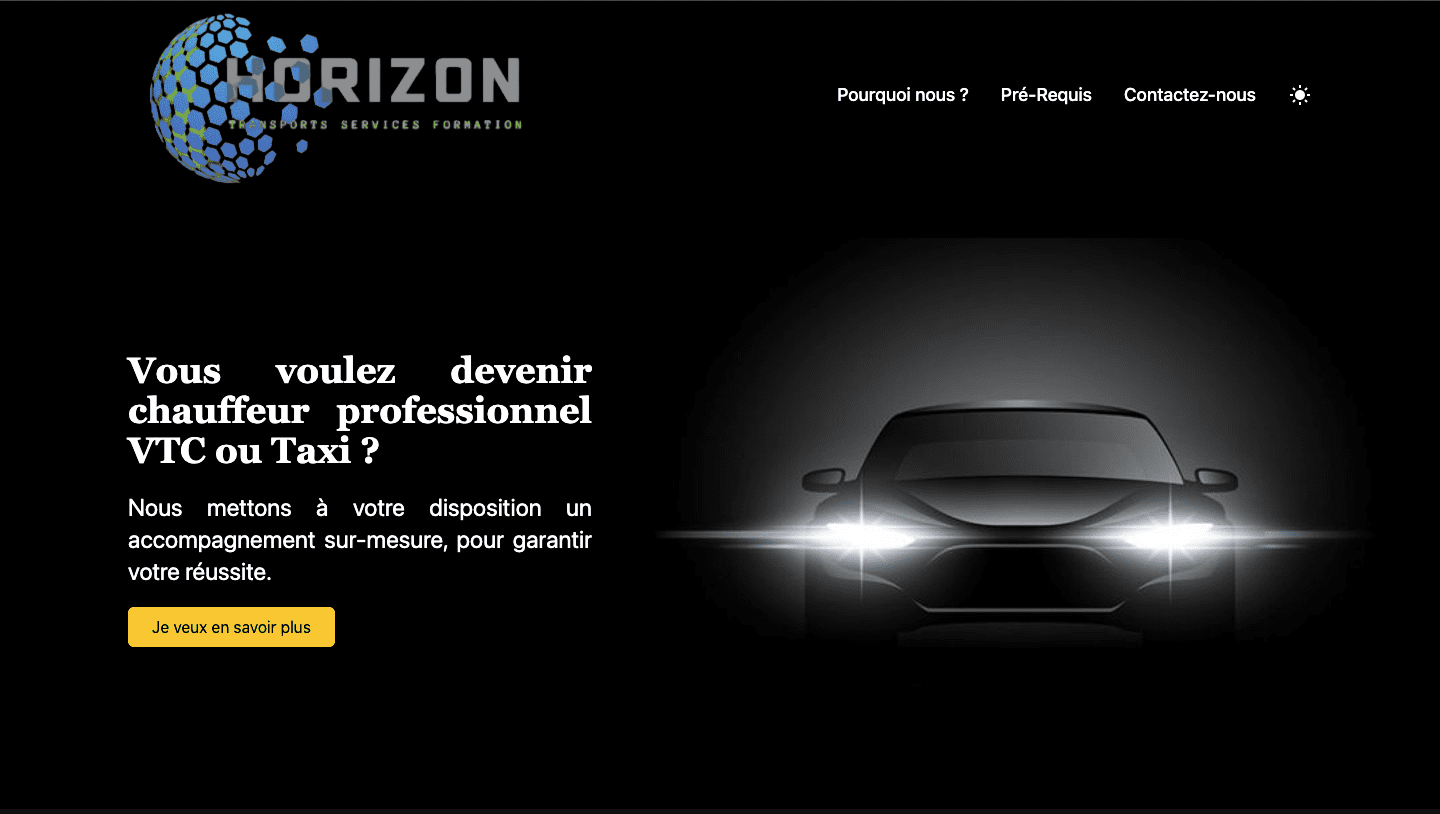 HORIZON
TRANSPORTS SERVICES FORMATION
Pourquoi nous ? Pré-Requis Contactez-nous
Vous voulez devenir
chauffeur professionnel
VTC ou Taxi ?
Nous mettons à votre disposition un
accompagnement sur-mesure, pour garantir
votre réussite.
Je veux en savoir plus